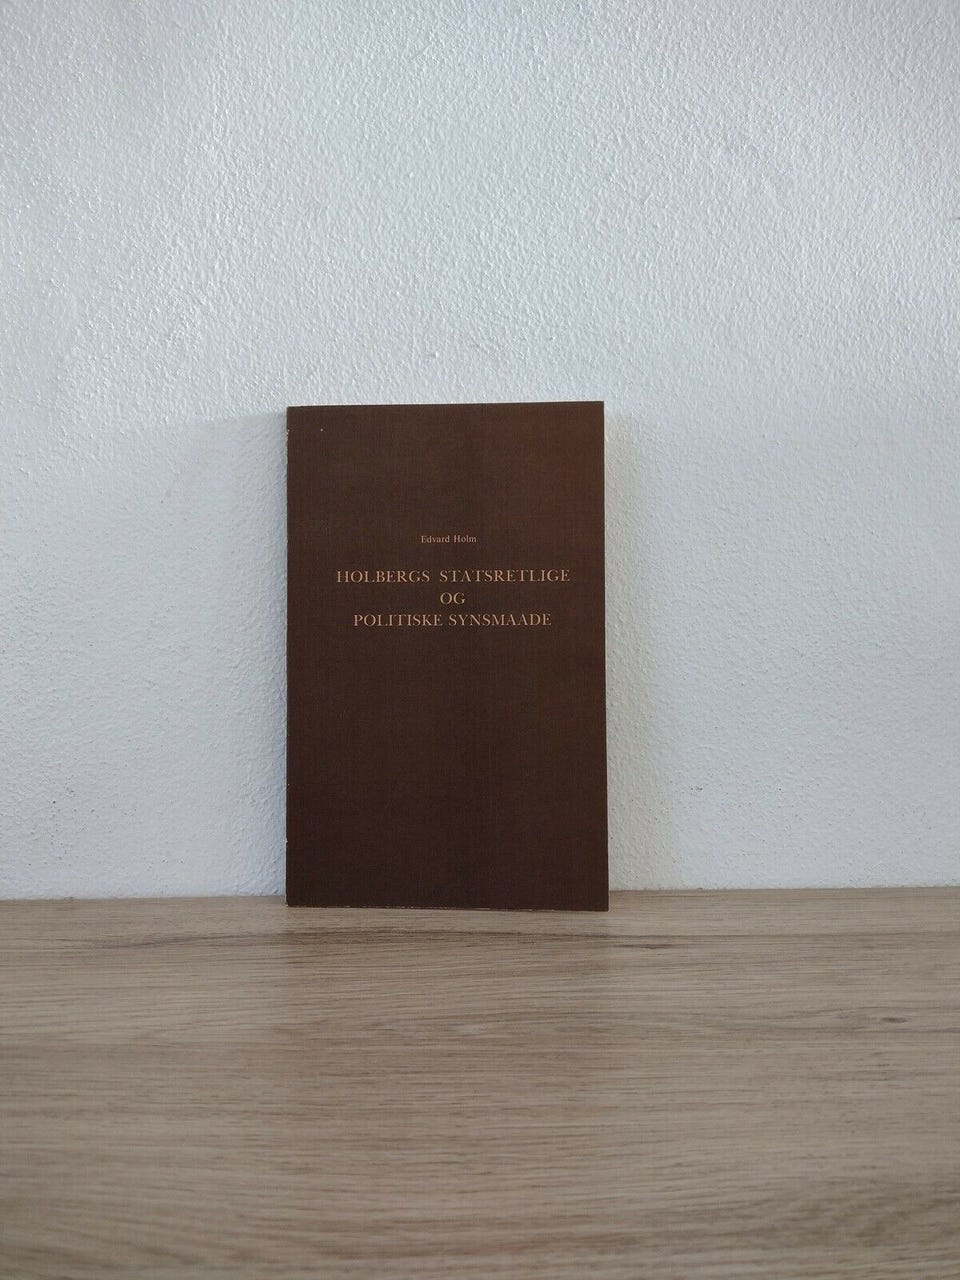 Edvard Holm
HOLBERGS STATSRETLIGE
OG
POLITISKE SYNSMAADE